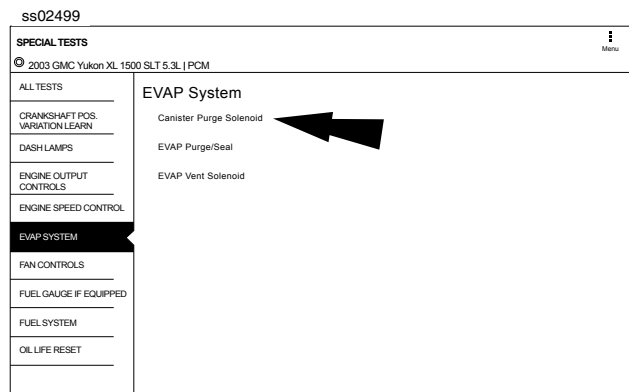 ss02499
SPECIAL TESTS
Menu
2003 GMC Yukon XL 1500 SLT 5.3L | PCM
ALL TESTS
CRANKSHAFT POS.
VARIATION LEARN
DASH LAMPS
ENGINE OUTPUT
CONTROLS
ENGINE SPEED CONTROL
EVAP SYSTEM
FAN CONTROLS
FUEL GAUGE IF EQUIPPED
FUEL SYSTEM
OIL LIFE RESET
EVAP System
Canister Purge Solenoid
EVAP Purge/Seal
EVAP Vent Solenoid